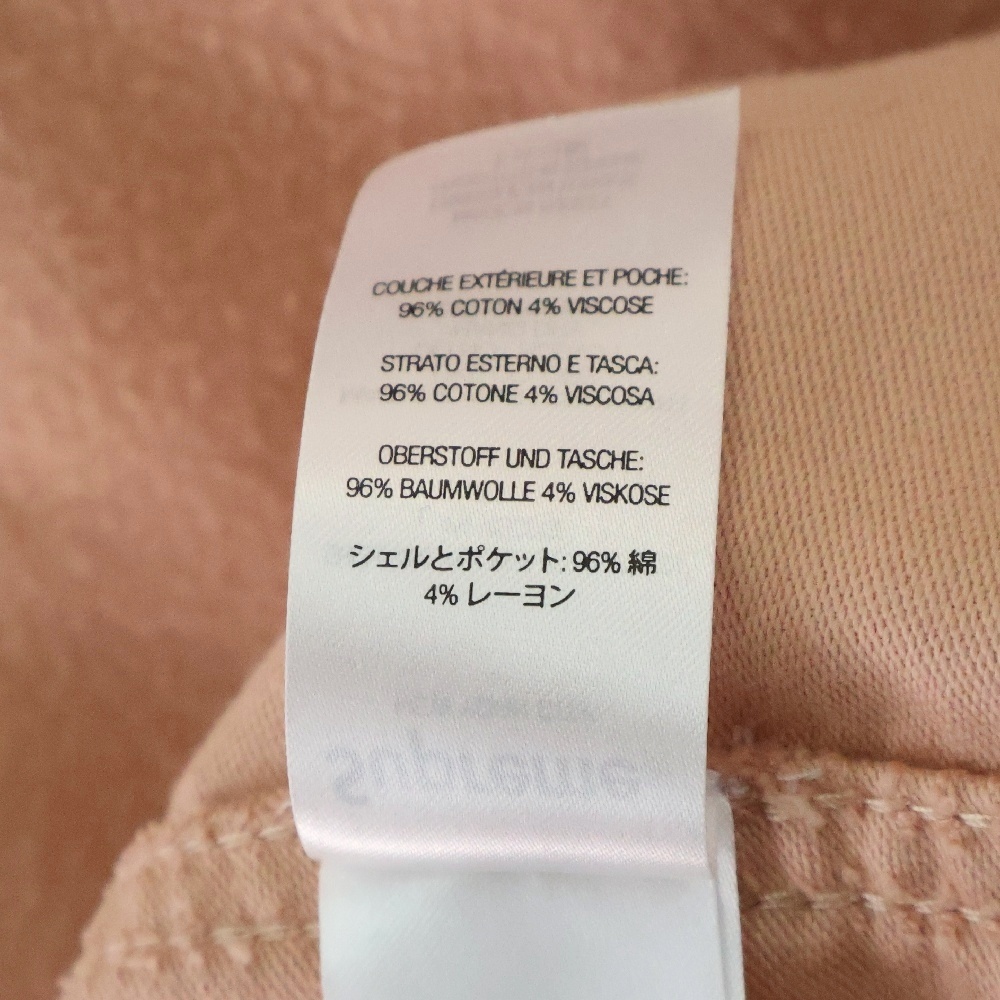 COUCHE EXTÉRIEURE ET POCHE:
96% COTON 4% VISCOSE
STRATO ESTERNO E TASCA:
96% COTONE 4% VISCOSA
OBERSTOFF UND TASCHE:
96% BAUMWOLLE 4% VISKOSE
シェルとポケット: 96% 綿
4% レーヨン
Supreme